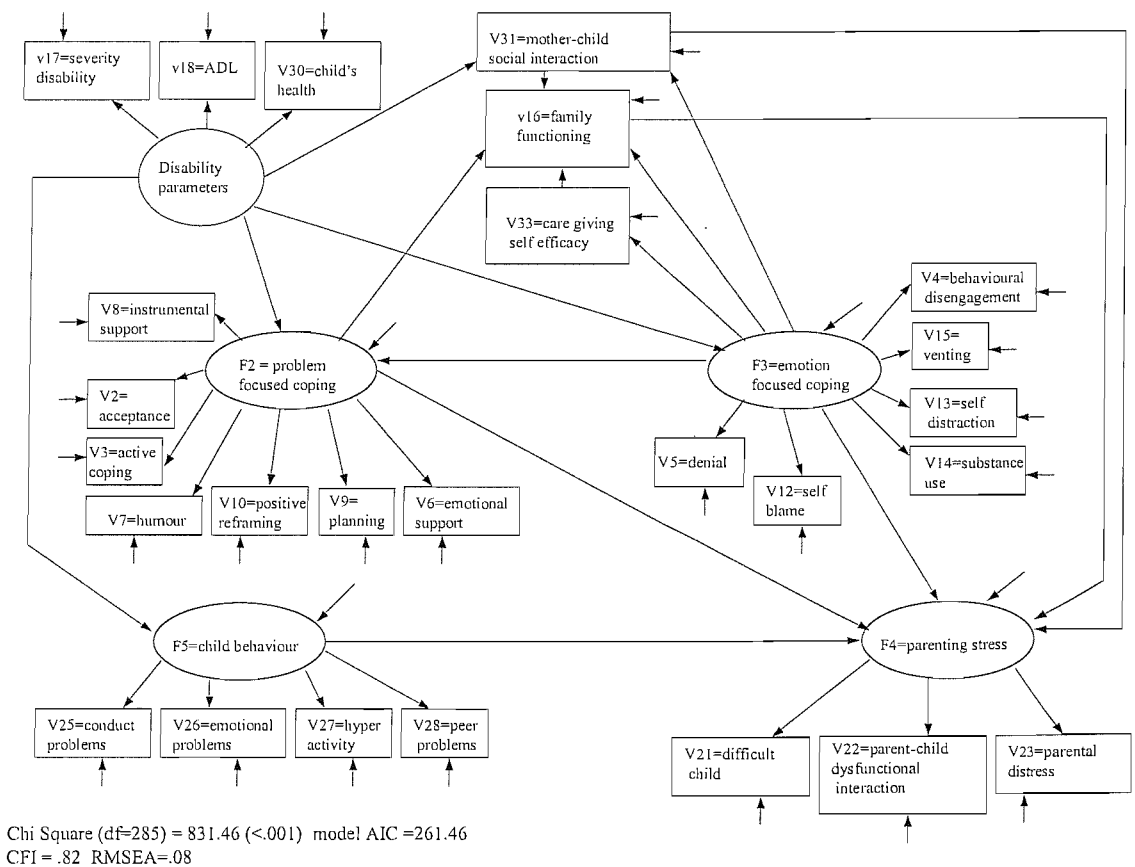 v17=severity
disability
v18=ADL
V30=child's
health
V31=mother-child
social interaction
v16=family
functioning
V33=care giving
self efficacy
Disability
parameters
V8=instrumental
support
V2=
acceptance
V3=active
coping
V7=humour
V10=positive
reframing
V9=
planning
V6=emotional
support
F2 = problem
focused coping
F3=emotion
focused coping
V4=behavioural
disengagement
V15=
venting
V13=self
distraction
V14=substance
use
V5=denial
V12=self
blame
F5=child behaviour
F4=parenting stress
V25=conduct
problems
V26=emotional
problems
V27=hyper
activity
V28=peer
problems
V21=difficult
child
V22=parent-child
dysfunctional
interaction
V23=parental
distress
Chi Square (df=285) = 831.46 (<.001) model AIC =261.46
CFI = .82 RMSEA=.08